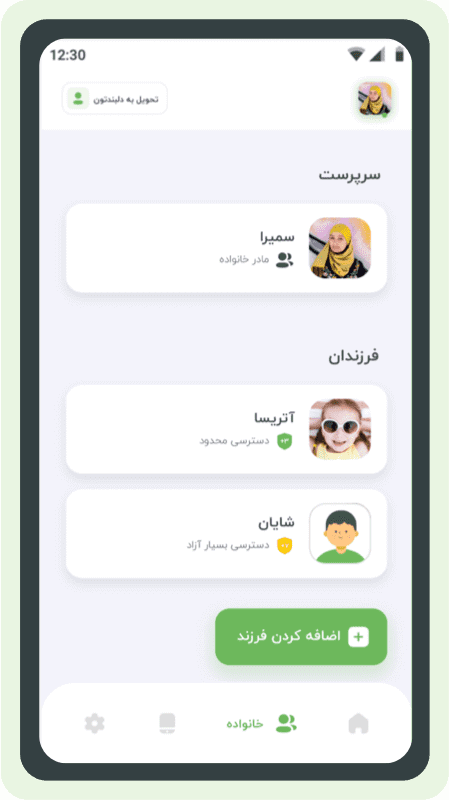 12:30
تحویل به دلبندتون
سرپرست
سمیرا
مادر خانواده
فرزندان
آتریسا
دسترسی محدود
شایان
دسترسی بسیار آزاد
اضافه کردن فرزند
خانواده